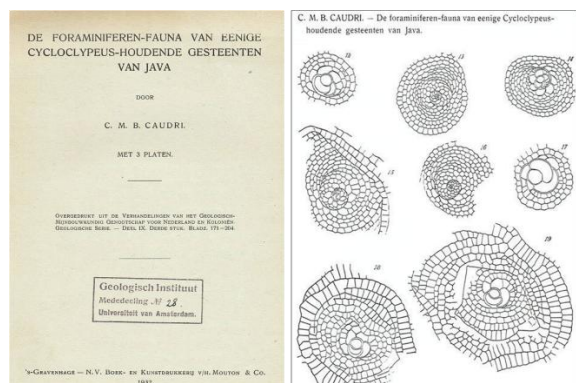 DE FORAMINIFEREN-FAUNA VAN EENIGE
CYCLOCLYPEUS-HOUDENDE GESTEENTEN
VAN JAVA
DOOR
C. M. B. CAUDRI.
MET 3 PLATEN.
OVERGEDRUKT UIT DE VERHANDELINGEN VAN HET GEOLOGISCH-
MIJNBOUWKUNDIG GENOOTSCHAP VOOR NEDERLAND EN KOLONIËN.
GEOLOGISCHE SERIE. — DEEL IX. DERDE STUK. BLADZ. 171—204.
Geologisch Instituut
Mededeeling № 28.
Universiteit van Amsterdam.
'S-GRAVENHAGE — N.V. BOEK- EN KUNSTDRUKKERIJ V/H. MOUTON & CO.
C. M. B. CAUDRI. — De foraminiferen-fauna van eenige Cycloclypeus-
houdende gesteenten van Java.
13
14
15
16
17
19
20